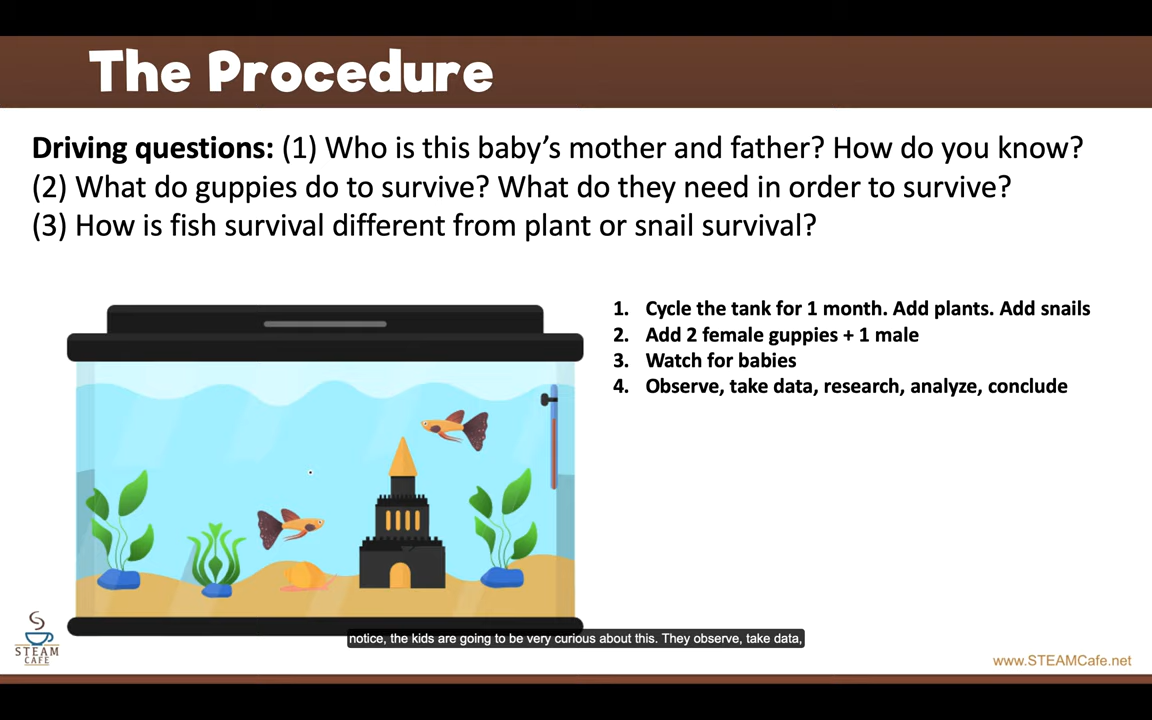 The Procedure
Driving questions: (1) Who is this baby’s mother and father? How do you know?
(2) What do guppies do to survive? What do they need in order to survive?
(3) How is fish survival different from plant or snail survival?
1. Cycle the tank for 1 month. Add plants. Add snails
2. Add 2 female guppies + 1 male
3. Watch for babies
4. Observe, take data, research, analyze, conclude
notice, the kids are going to be very curious about this. They observe, take data,
STEAM
CAFE
www.STEAMCafe.net